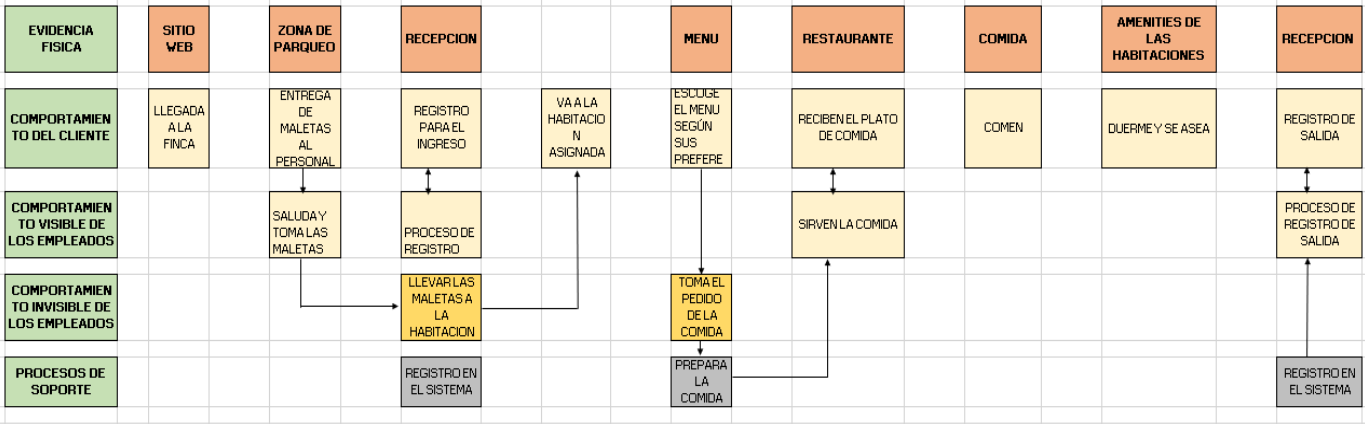 EVIDENCIA
FISICA
SITIO
WEB
ZONA DE
PARQUEO
RECEPCION
MENU
RESTAURANTE
COMIDA
AMENITIES DE
LAS
HABITACIONES
RECEPCION
COMPORTAMIEN
TO DEL CLIENTE
LLEGADA
A LA
FINCA
ENTREGA
DE
MALETAS
AL
PERSONAL
REGISTRO
PARA EL
INGRESO
VA A LA
HABITACIO
N
ASIGNADA
ESCOGE
EL MENU
SEGÚN
SUS
PREFERE
RECIBEN EL PLATO
DE COMIDA
COMEN
DUERME Y SE ASEA
REGISTRO DE
SALIDA
COMPORTAMIEN
TO VISIBLE DE
LOS EMPLEADOS
SALUDA Y
TOMA LAS
MALETAS
PROCESO DE
REGISTRO
SIRVEN LA COMIDA
PROCESO DE
REGISTRO DE
SALIDA
COMPORTAMIEN
TO INVISIBLE DE
LOS EMPLEADOS
LLEVAR LAS
MALETAS A
LA
HABITACION
TOMA EL
PEDIDO
DE LA
COMIDA
PROCESOS DE
SOPORTE
REGISTRO EN
EL SISTEMA
PREPARA
LA
COMIDA
REGISTRO EN
EL SISTEMA